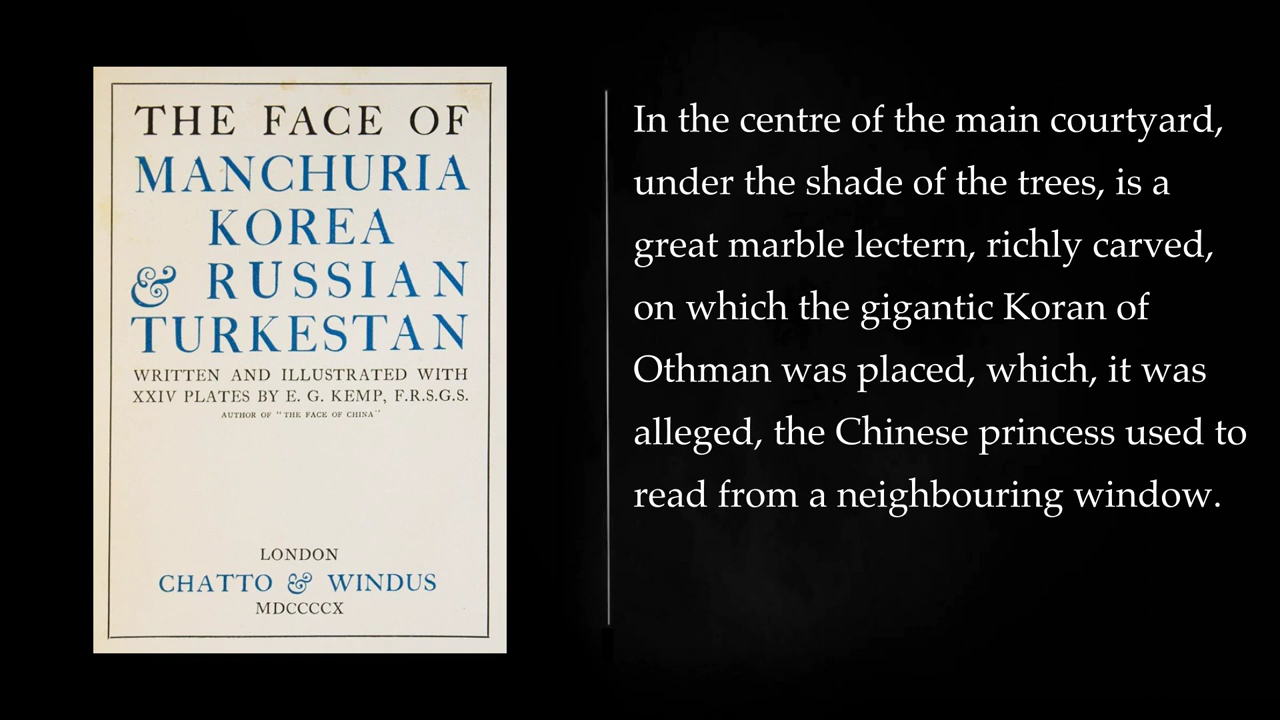 THE FACE OF
MANCHURIA
KOREA
& RUSSIAN
TURKESTAN
WRITTEN AND ILLUSTRATED WITH
XXIV PLATES BY E. G. KEMP, F.R.S.G.S.
AUTHOR OF "THE FACE OF CHINA"
LONDON
CHATTO & WINDUS
MDCCCCX
In the centre of the main courtyard,
under the shade of the trees, is a
great marble lectern, richly carved,
on which the gigantic Koran of
Othman was placed, which, it was
alleged, the Chinese princess used to
read from a neighbouring window.